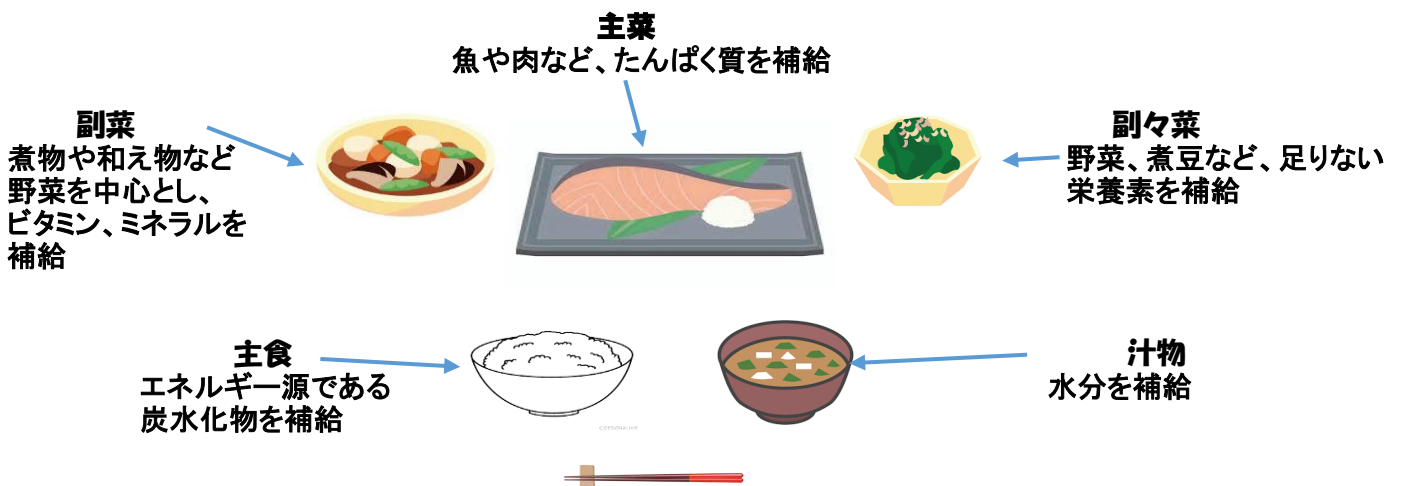 主菜
魚や肉など、たんぱく質を補給
副菜
煮物や和え物など
野菜を中心とし、
ビタミン、ミネラルを
補給
副々菜
野菜、煮豆など、足りない
栄養素を補給
主食
エネルギー源である
炭水化物を補給
汁物
水分を補給